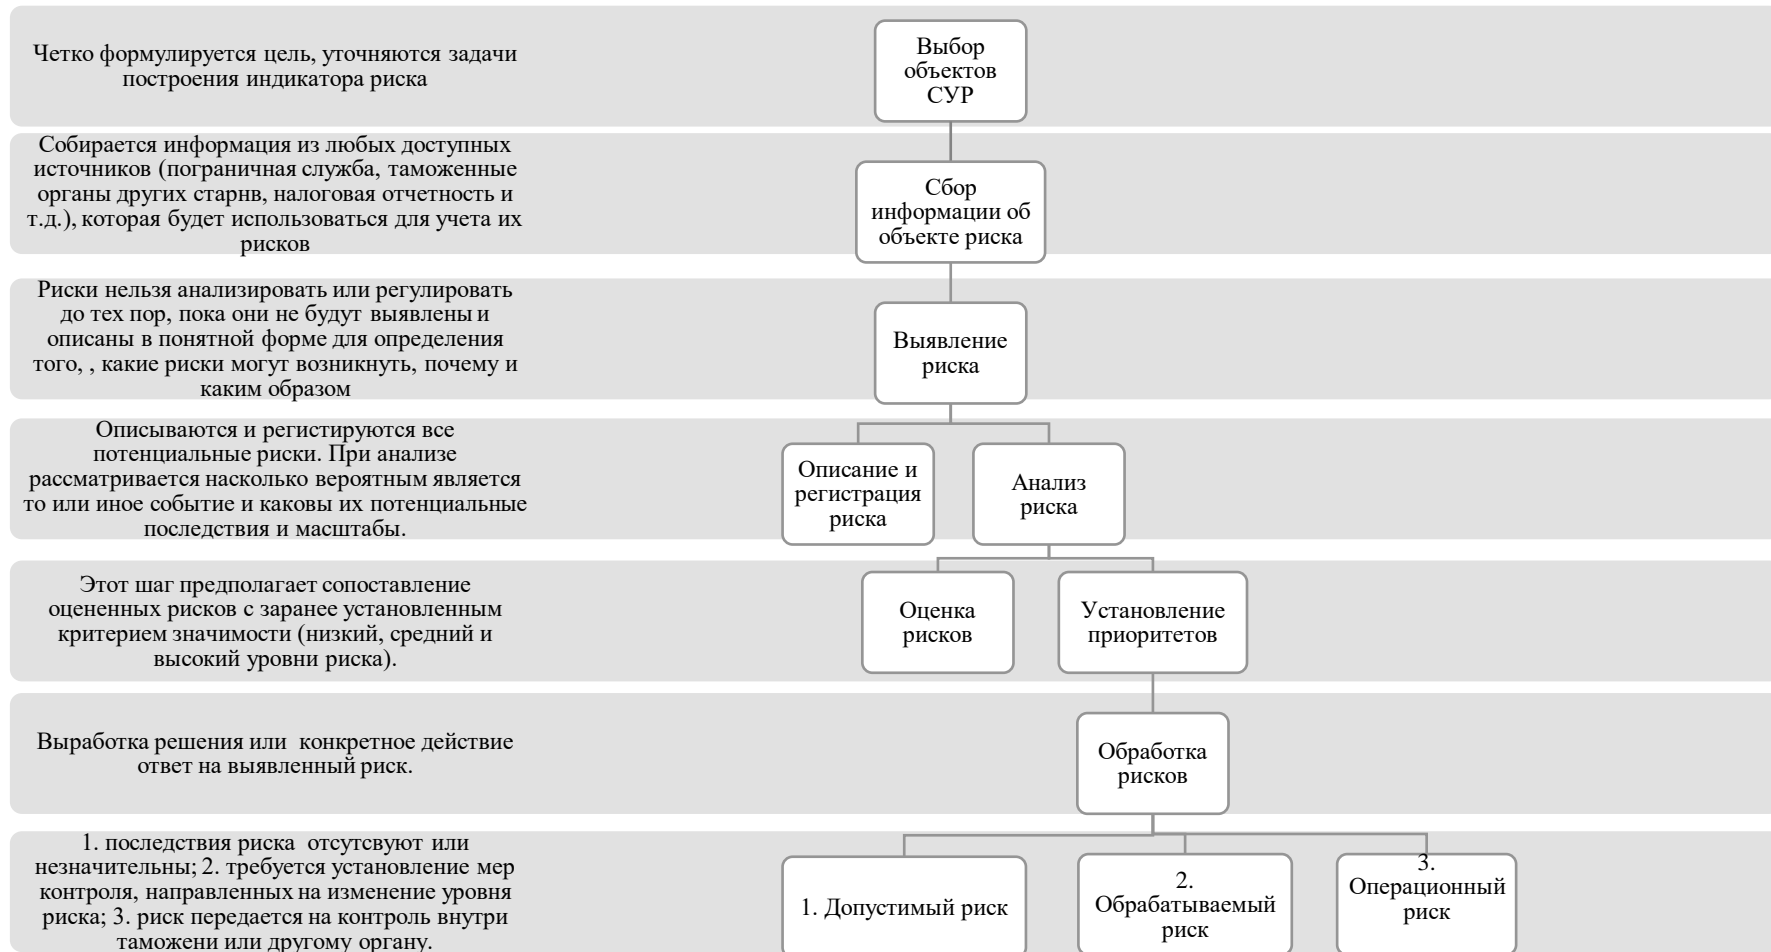 Четко формулируется цель, уточняются задачи
построения индикатора риска
Выбор
объектов
СУР
Собирается информация из любых доступных
источников (пограничная служба, таможенные
органы других старнв, налоговая отчетность и
т.д.), которая будет использоваться для учета их
рисков
Сбор
информации об
объекте риска
Риски нельзя анализировать или регулировать
до тех пор, пока они не будут выявлены и
описаны в понятной форме для определения
того, , какие риски могут возникнуть, почему и
каким образом
Выявление
риска
Описываются и регистируются все
потенциальные риски. При анализе
рассматривается насколько вероятным является
то или иное событие и каковы их потенциальные
последствия и масштабы.
Описание и
регистрация
риска
Анализ
риска
Этот шаг предполагает сопоставление
оцененных рисков с заранее установленным
критерием значимости (низкий, средний и
высокий уровни риска).
Оценка
рисков
Установление
приоритетов
Выработка решения или конкретное действие
ответ на выявленный риск.
Обработка
рисков
1. последствия риска отсутсвуют или
незначительны; 2. требуется установление мер
контроля, направленных на изменение уровня
риска; 3. риск передается на контроль внутри
таможени или другому органу.
1. Допустимый риск
2.
Обрабатываемый
риск
3.
Операционный
риск